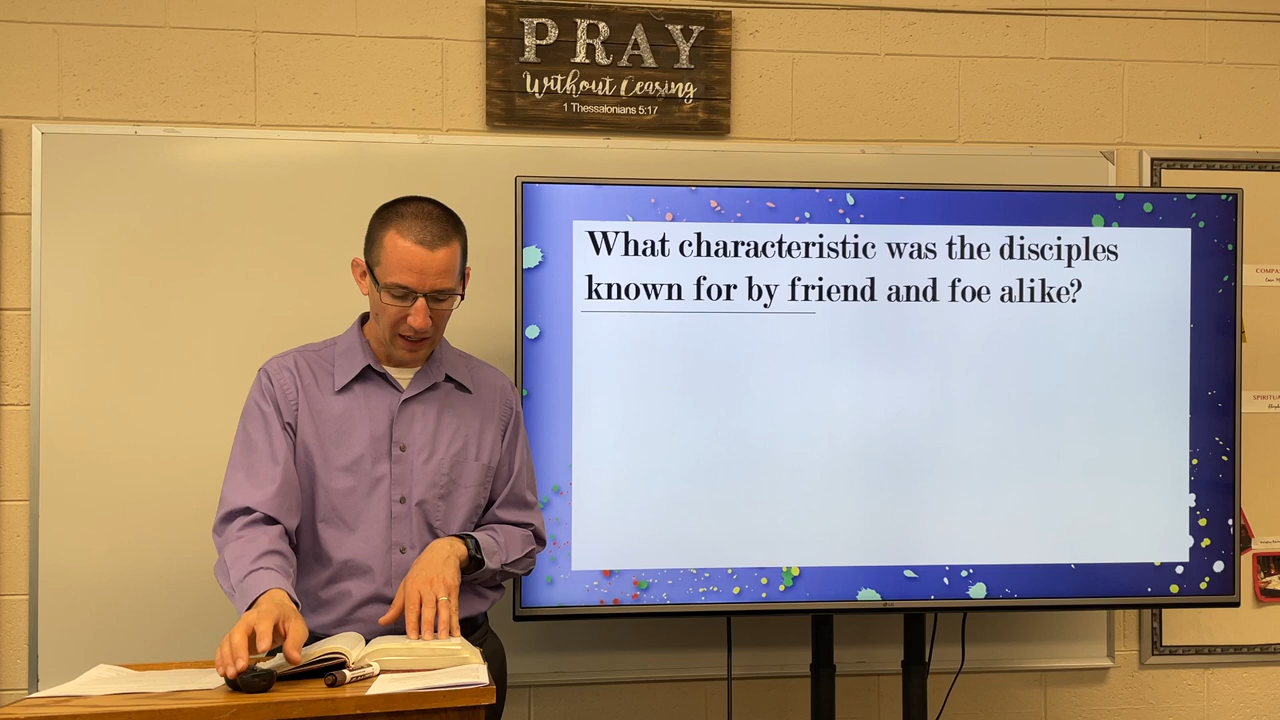 PRAY
Without Ceasing
1 Thessalonians 5:17
What characteristic was the disciples
known for by friend and foe alike?
LG